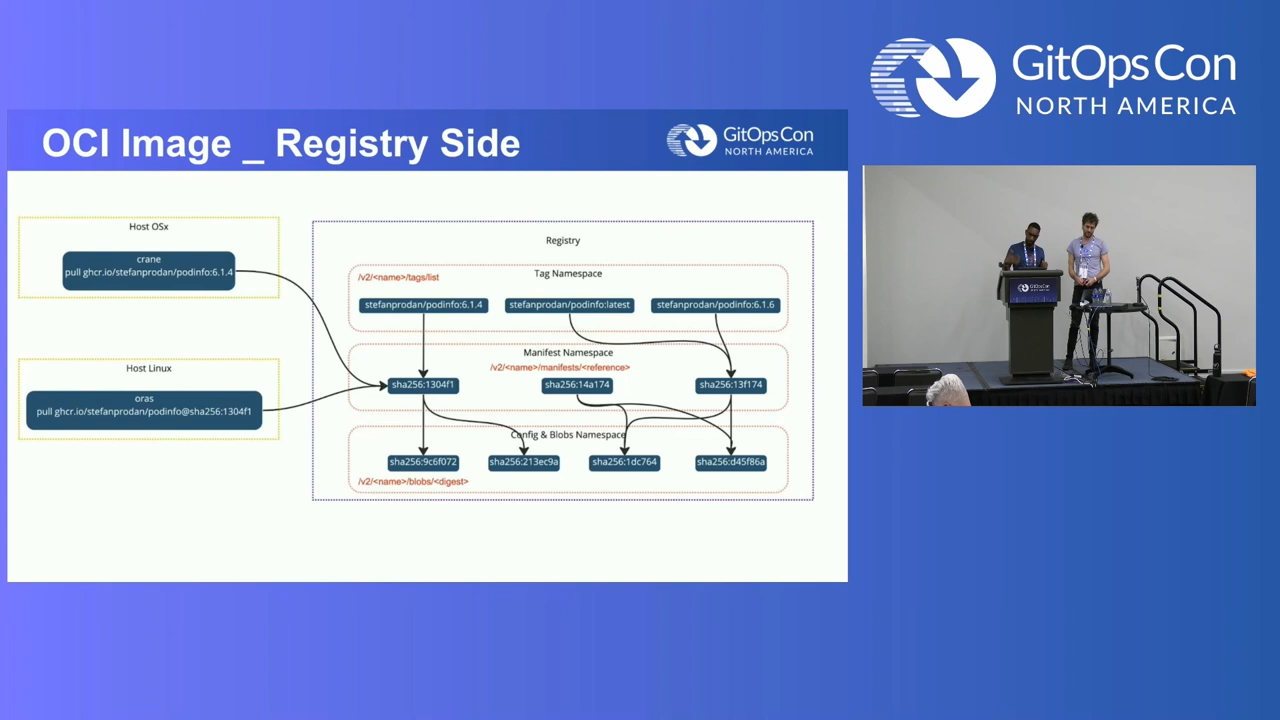 GitOpsCon
NORTH AMERICA
OCI Image _ Registry Side
GitOpsCon
NORTH AMERICA
Host OSx
crane
pull ghcr.io/stefanprodan/podinfo:6.1.4
Host Linux
oras
pull ghcr.io/stefanprodan/podinfo@sha256:1304f1
Registry
/v2/<name>/tags/list
Tag Namespace
stefanprodan/podinfo:6.1.4
stefanprodan/podinfo:latest
stefanprodan/podinfo:6.1.6
Manifest Namespace
/v2/<name>/manifests/<reference>
sha256:1304f1
sha256:14a174
sha256:13f174
Config & Blobs Namespace
sha256:9c6f072
sha256:213ec9a
sha256:1dc764
sha256:d45f86a
/v2/<name>/blobs/<digest>
GitOpsCon